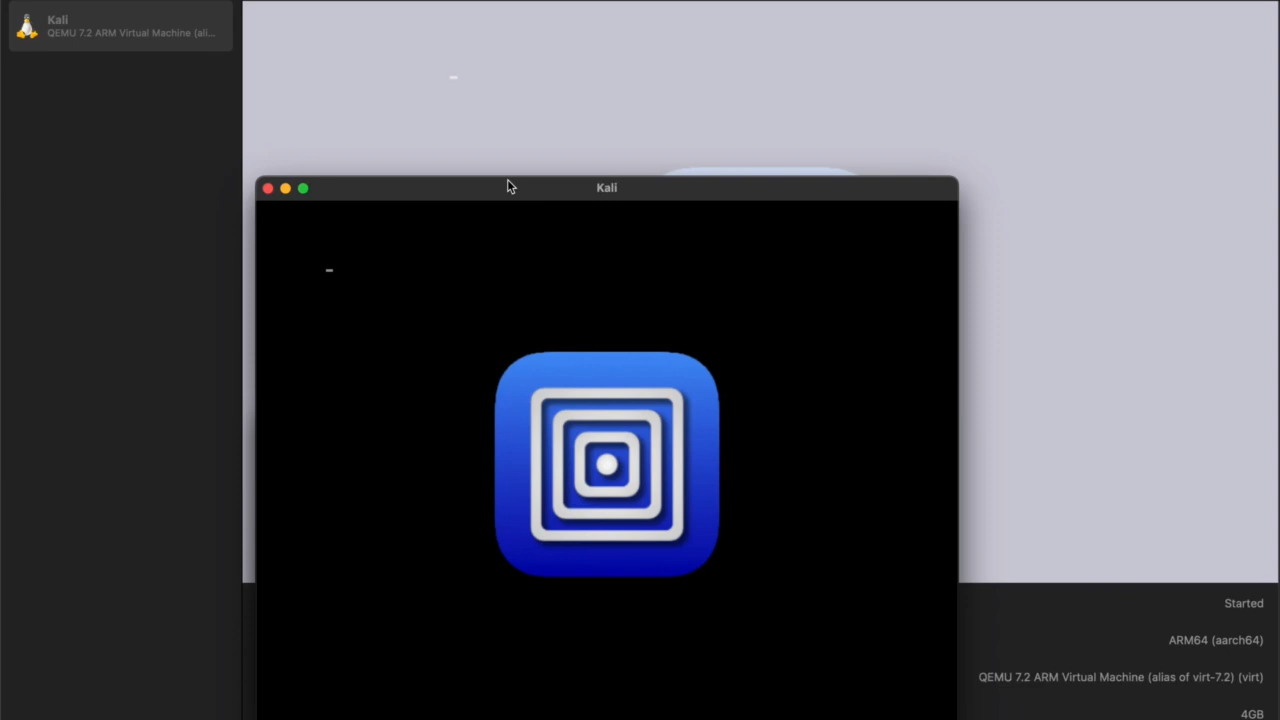 Kali
QEMU 7.2 ARM Virtual Machine (ali...
Kali
Started
ARM64 (aarch64)
QEMU 7.2 ARM Virtual Machine (alias of virt-7.2) (virt)
4GB